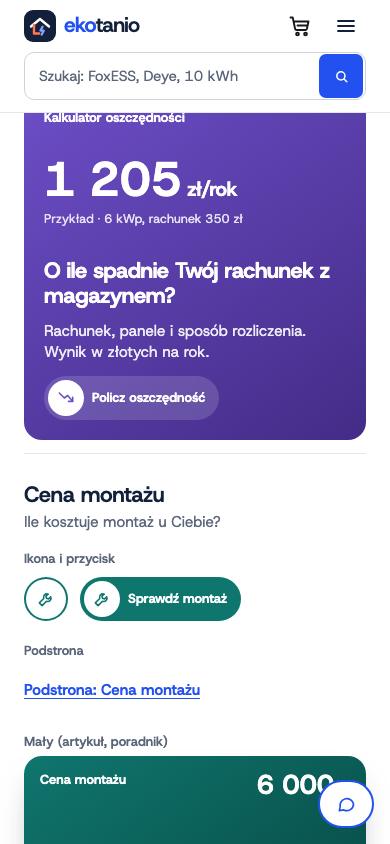 ekotanio
Szukaj: FoxESS, Deye, 10 kWh
Kalkulator oszczędności
1 205 zł/rok
Przykład · 6 kWp, rachunek 350 zł
O ile spadnie Twój rachunek z
magazynem?
Rachunek, panele i sposób rozliczenia.
Wynik w złotych na rok.
Policz oszczędność
Cena montażu
Ile kosztuje montaż u Ciebie?
Ikona i przycisk
Sprawdź montaż
Podstrona
Podstrona: Cena montażu
Mały (artykuł, poradnik)
Cena montażu
6 000